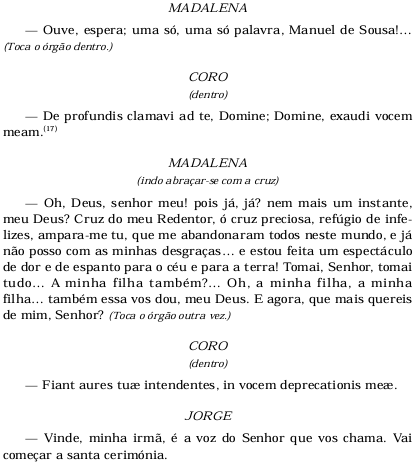 MADALENA
— Ouve, espera; uma só, uma só palavra, Manuel de Sousa!…
(Toca o órgão dentro.)
CORO
(dentro)
— De profundis clamavi ad te, Domine; Domine, exaudi vocem
meam.(17)
MADALENA
(indo abraçar-se com a cruz)
— Oh, Deus, senhor meu! pois já, já? nem mais um instante,
meu Deus? Cruz do meu Redentor, ó cruz preciosa, refúgio de infe-
lizes, ampara-me tu, que me abandonaram todos neste mundo, e já
não posso com as minhas desgraças… e estou feita um espectáculo
de dor e de espanto para o céu e para a terra! Tomai, Senhor, tomai
tudo… A minha filha também?… Oh, a minha filha, a minha
filha… também essa vos dou, meu Deus. E agora, que mais quereis
de mim, Senhor? (Toca o órgão outra vez.)
CORO
(dentro)
— Fiant aures tuæ intendentes, in vocem deprecationis meæ.
JORGE
— Vinde, minha irmã, é a voz do Senhor que vos chama. Vai
começar a santa cerimónia.